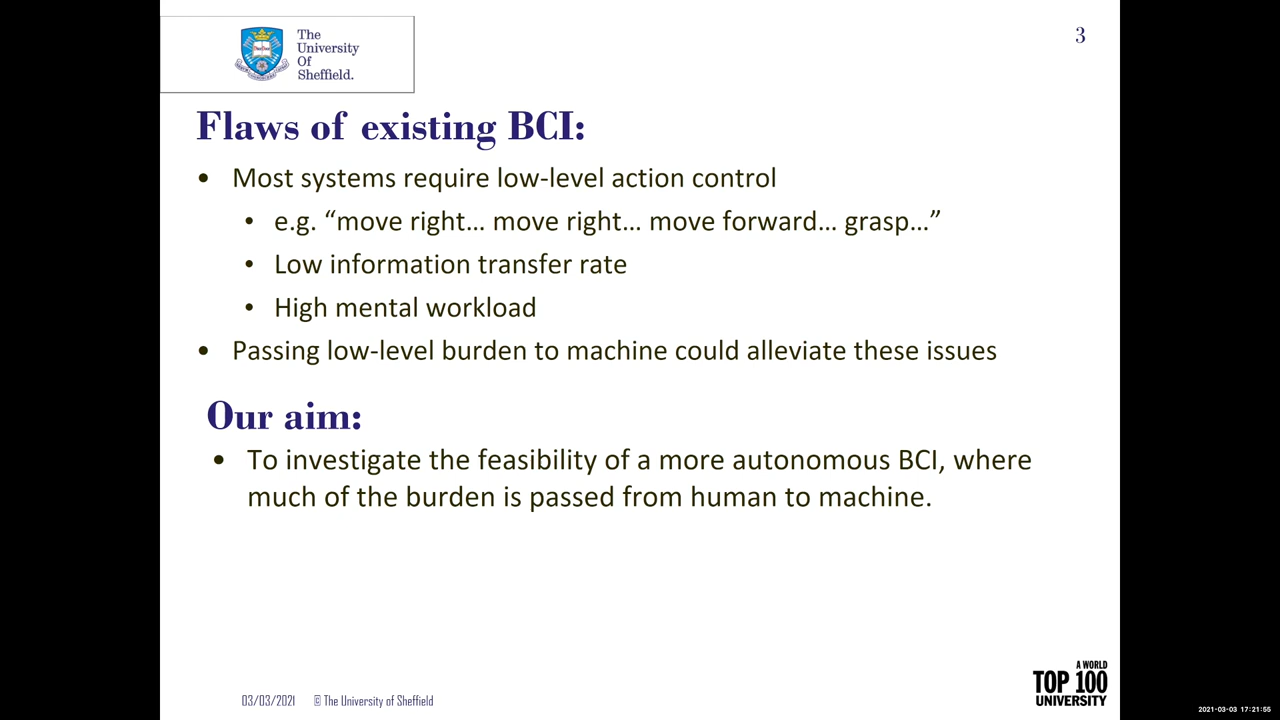 The
University
Of
Sheffield.
3
Flaws of existing BCI:
• Most systems require low-level action control
• e.g. “move right… move right… move forward… grasp…”
• Low information transfer rate
• High mental workload
• Passing low-level burden to machine could alleviate these issues
Our aim:
• To investigate the feasibility of a more autonomous BCI, where
much of the burden is passed from human to machine.
A WORLD
TOP 100
UNIVERSITY
03/03/2021 © The University of Sheffield
2021-03-03 17:21:55